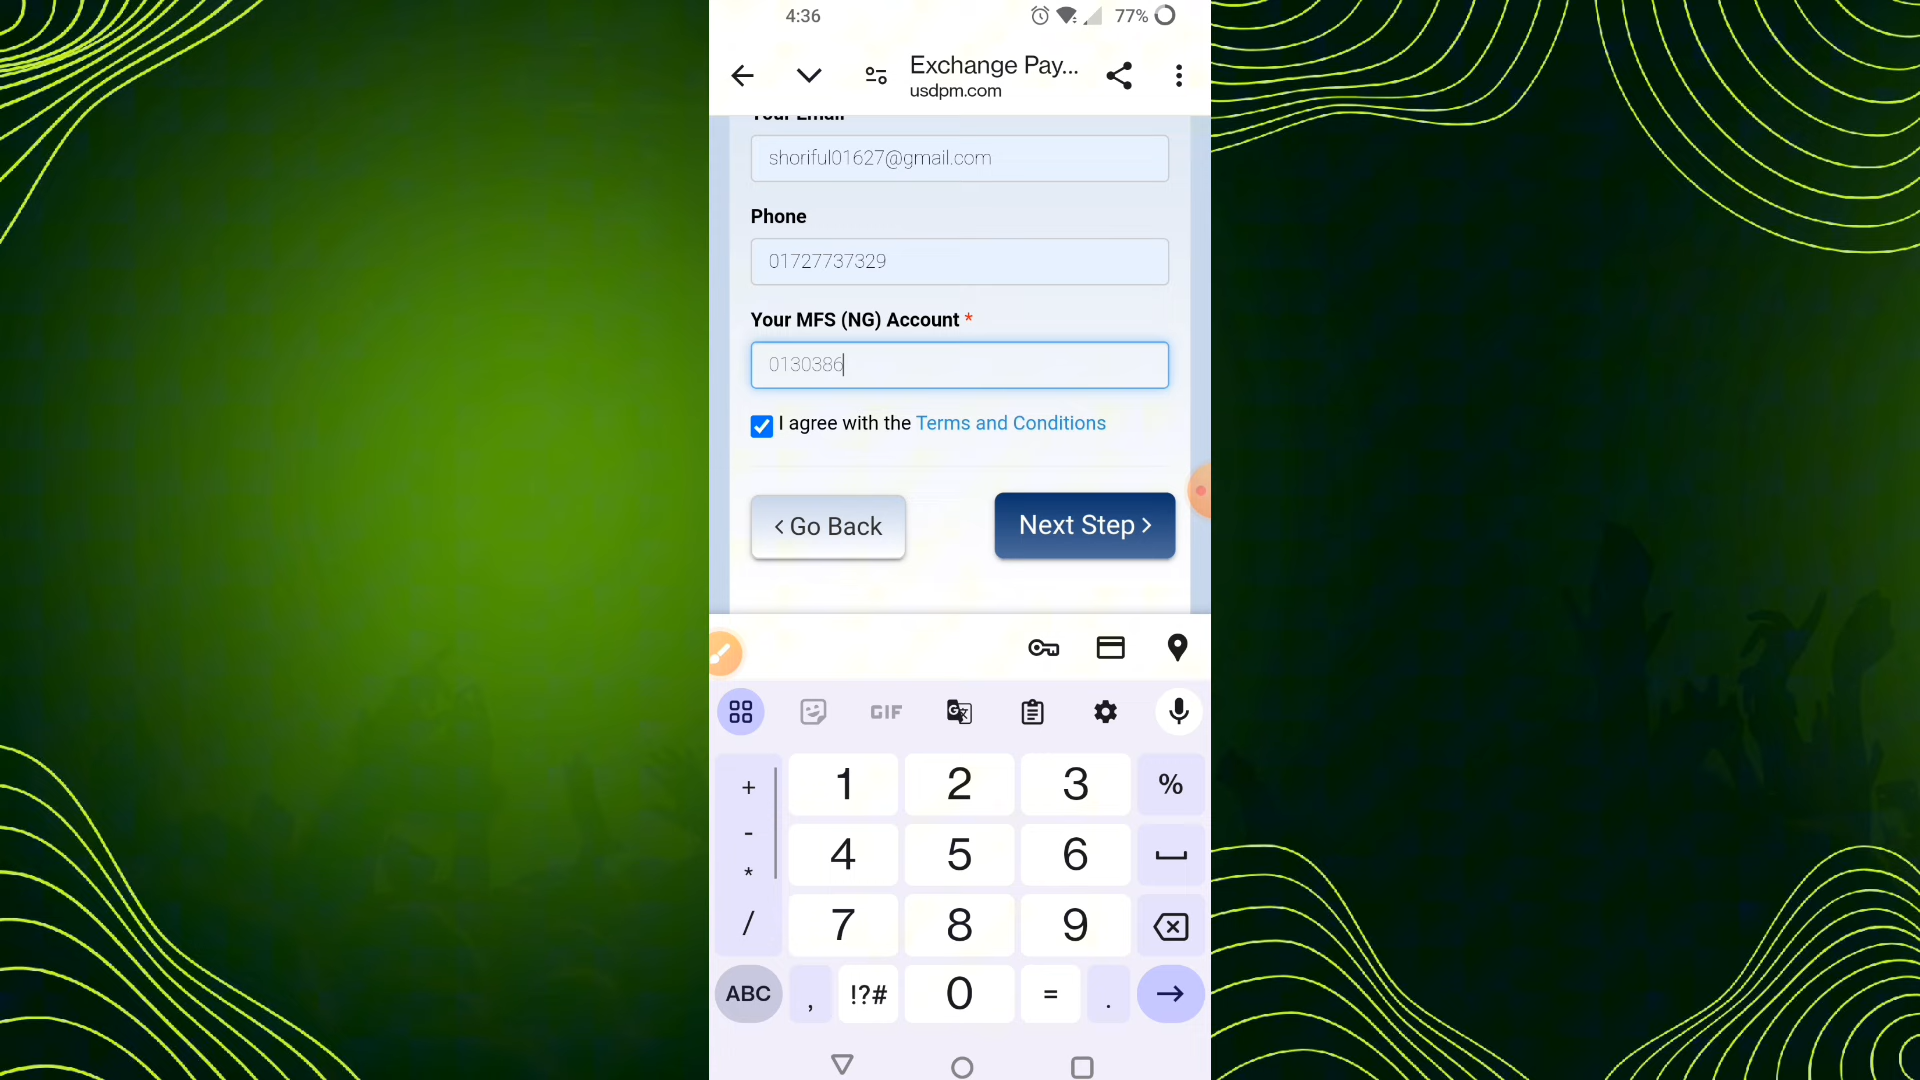 4:36
77%
Exchange Pay...
usdpm.com
Your Email
shoriful01627@gmail.com
Phone
01727737329
Your MFS (NG) Account *
0130386
I agree with the Terms and Conditions
< Go Back
Next Step >
GIF
+ 1 2 3 %
- 4 5 6
*
/ 7 8 9
ABC , !?# 0 = .